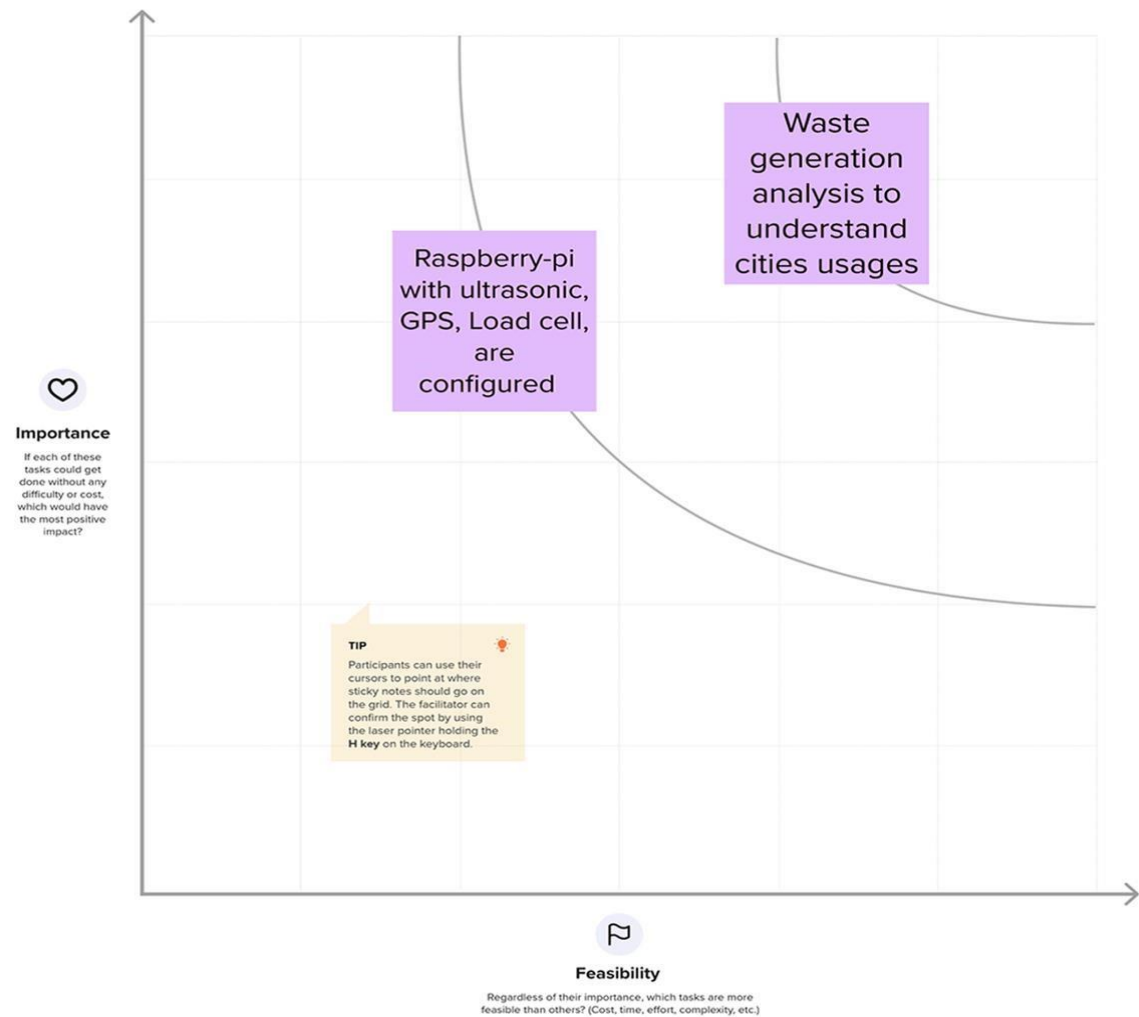 Waste
generation
analysis to
understand
cities usages
Raspberry-pi
with ultrasonic,
GPS, Load cell,
are
configured
Importance
If each of these
tasks could get
done without any
difficulty or cost,
which would have
the most positive
impact?
TIP
Participants can use their
cursors to point at where
sticky notes should go on
the grid. The facilitator can
confirm the spot by using
the laser pointer holding the
H key on the keyboard.
Feasibility
Regardless of their importance, which tasks are more
feasible than others? (Cost, time, effort, complexity, etc.)